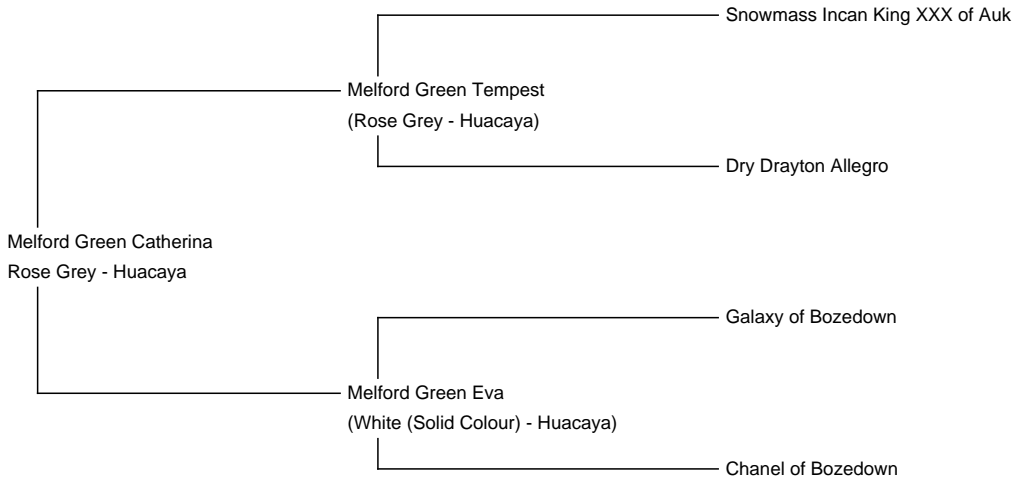 Snowmass Incan King XXX of Auk
Melford Green Tempest
(Rose Grey - Huacaya)
Dry Drayton Allegro
Melford Green Catherina
Rose Grey - Huacaya
Galaxy of Bozedown
Melford Green Eva
(White (Solid Colour) - Huacaya)
Chanel of Bozedown